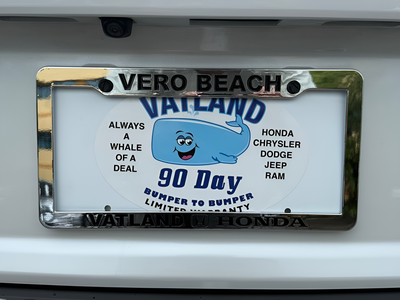 VERO BEACH
VATLAND
ALWAYS
A
WHALE
OF A
DEAL
HONDA
CHRYSLER
DODGE
JEEP
RAM
90 Day
BUMPER TO BUMPER
LIMITED WARRANTY
VATLAND HONDA